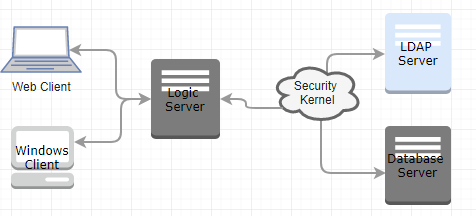 Web Client
Windows
Client
Logic
Server
Security
Kernel
LDAP
Server
Database
Server